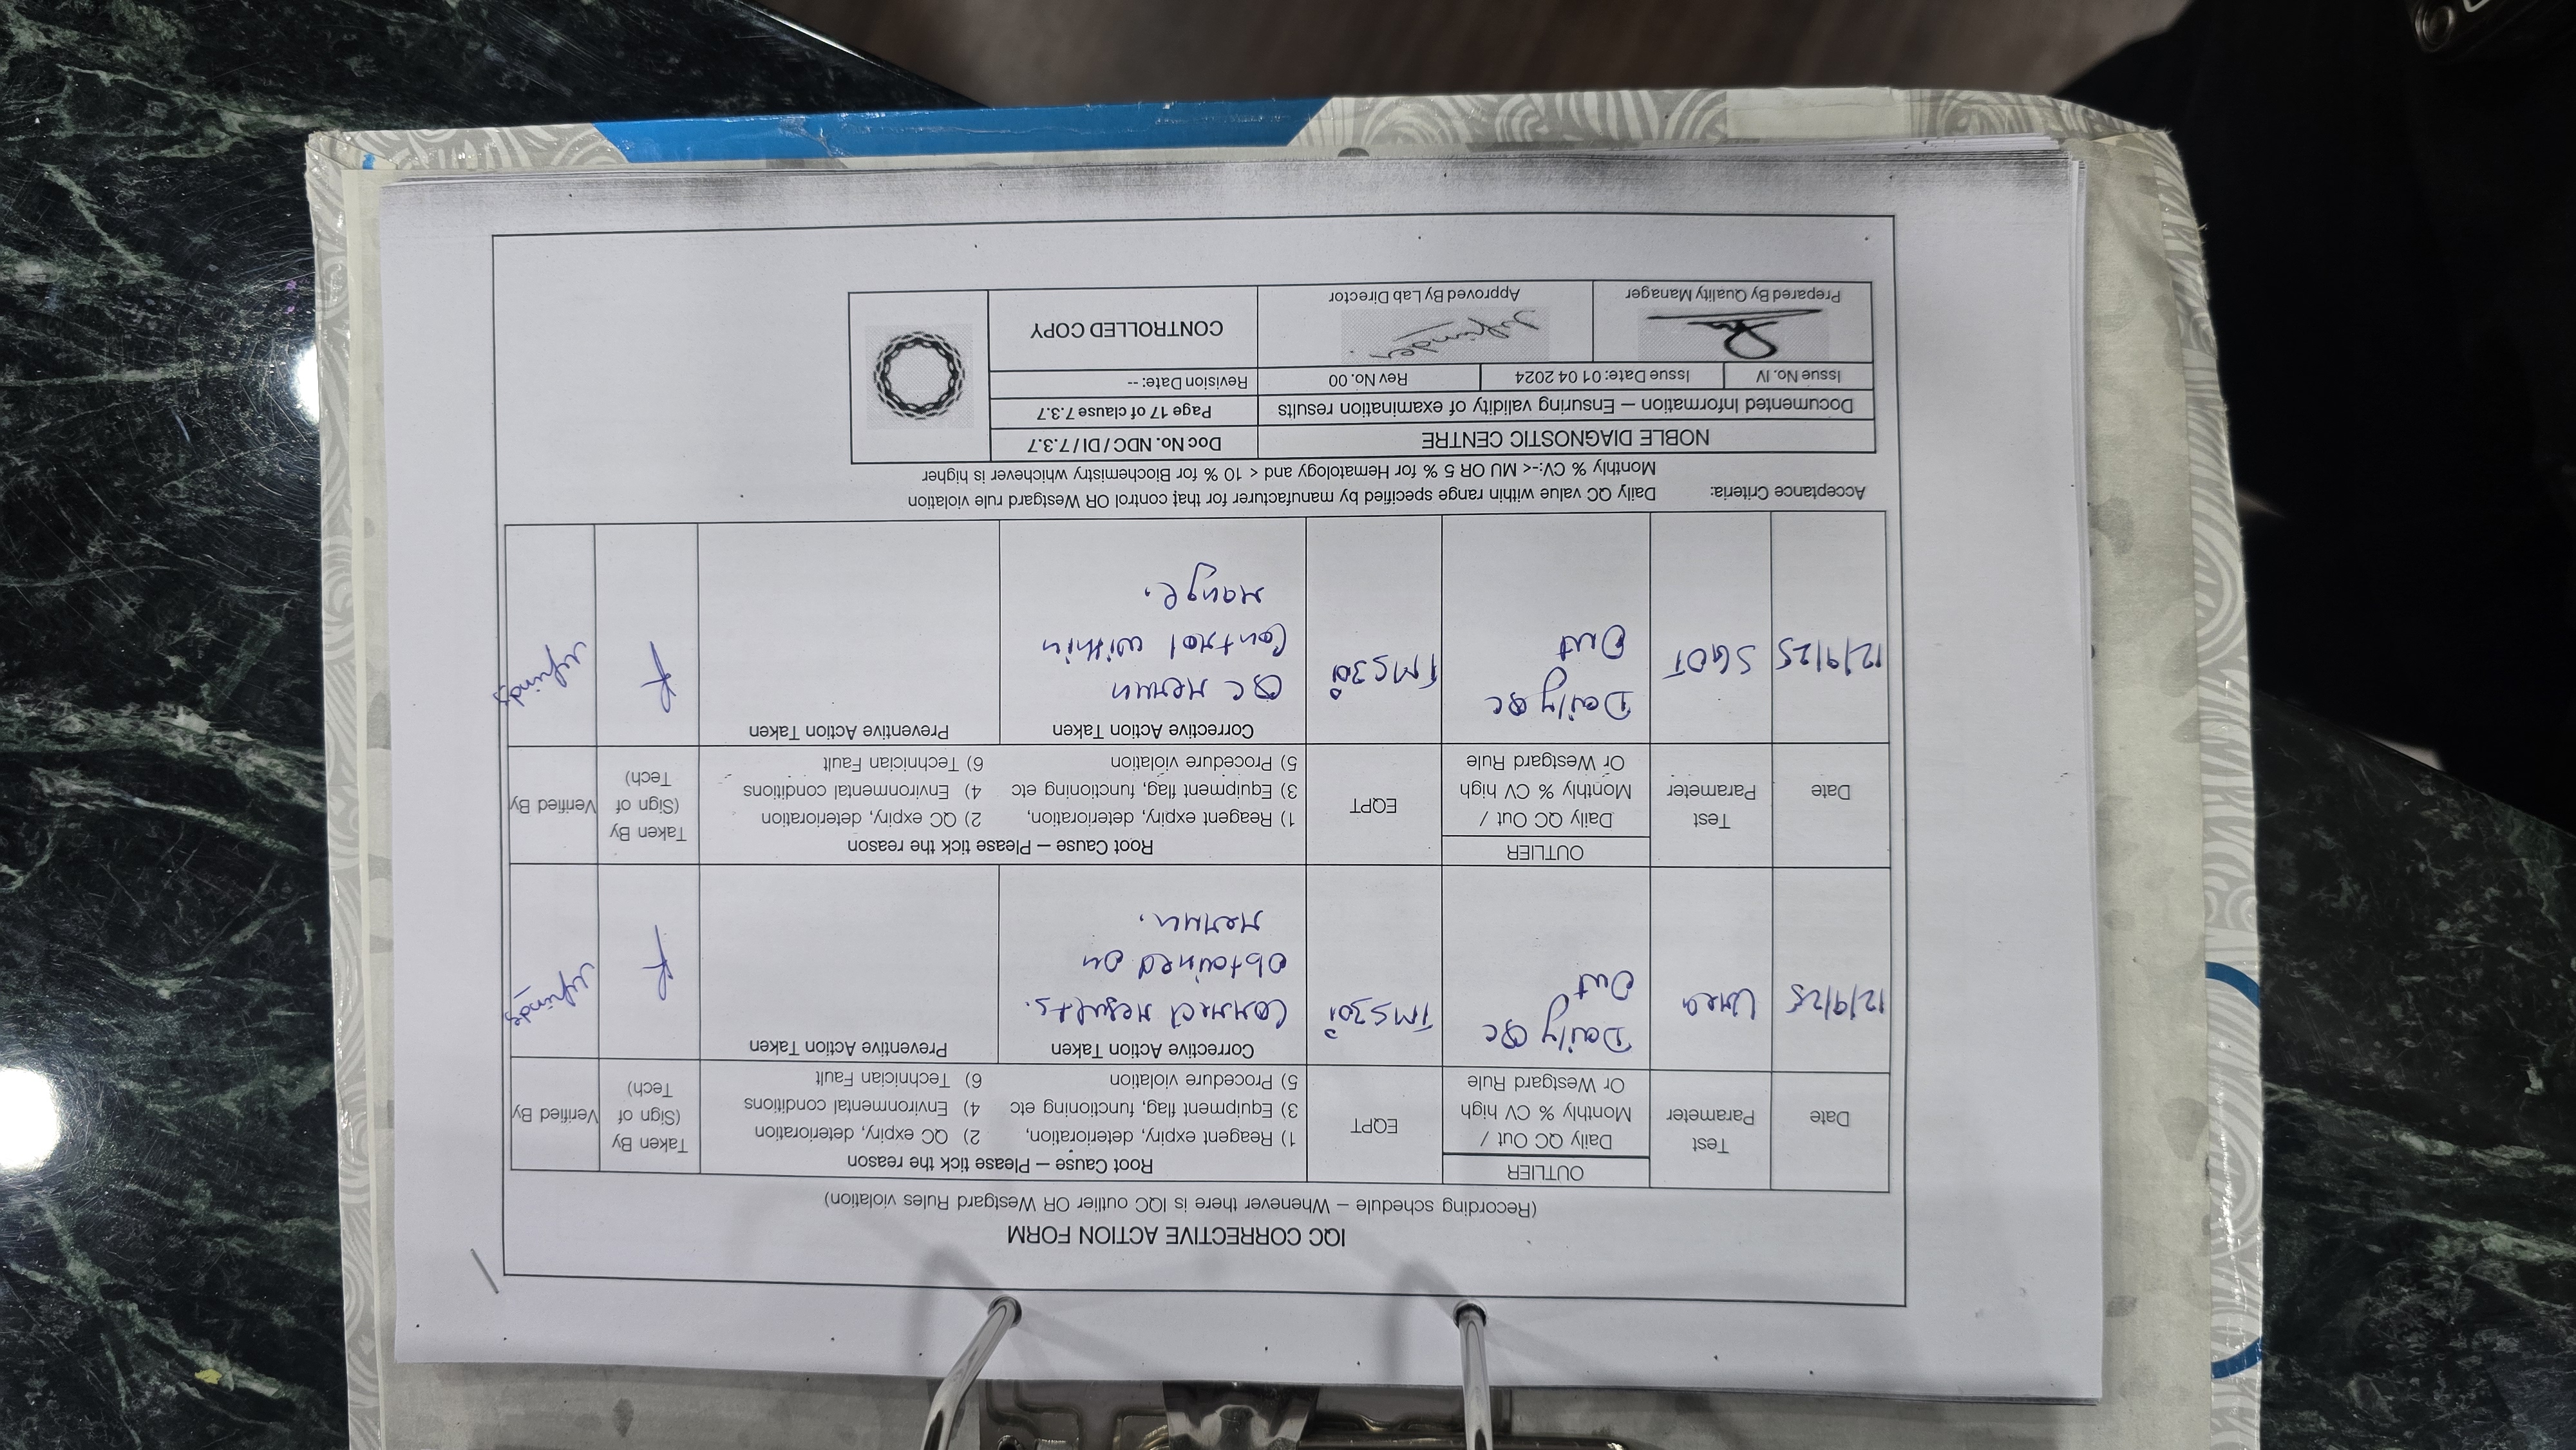 IQC CORRECTIVE ACTION FORM
(Recording schedule – Whenever there is IQC outlier OR Westgard Rules violation)
Date
Test
Parameter
OUTLIER
Daily QC Out /
Monthly % CV high
Or Westgard Rule
EQPT
Root Cause – Please tick the reason
1) Reagent expiry, deterioration, 2) QC expiry, deterioration
3) Equipment flag, functioning etc 4) Environmental conditions
5) Procedure violation 6) Technician Fault
Taken By
(Sign of
Tech)
Verified By
Corrective Action Taken
Preventive Action Taken
12/9/25
Urea
Daily QC
Out
TMS30i
Correct results.
obtained on
rerun.
Date
Test
Parameter
OUTLIER
Daily QC Out /
Monthly % CV high
Or Westgard Rule
EQPT
Root Cause – Please tick the reason
1) Reagent expiry, deterioration, 2) QC expiry, deterioration
3) Equipment flag, functioning etc 4) Environmental conditions
5) Procedure violation 6) Technician Fault
Taken By
(Sign of
Tech)
Verified By
Corrective Action Taken
Preventive Action Taken
12/9/25
SGOT
Daily QC
Out
TMS30i
QC rerun
Control within
range.
Acceptance Criteria: Daily QC value within range specified by manufacturer for that control OR Westgard rule violation
Monthly % CV:-< MU OR 5 % for Hematology and < 10 % for Biochemistry whichever is higher
NOBLE DIAGNOSTIC CENTRE
Doc No. NDC / DI / 7.3.7
Documented Information – Ensuring validity of examination results
Page 17 of clause 7.3.7
Issue No. IV
Issue Date: 01 04 2024
Rev No. 00
Revision Date: --
Prepared By Quality Manager
Approved By Lab Director
CONTROLLED COPY